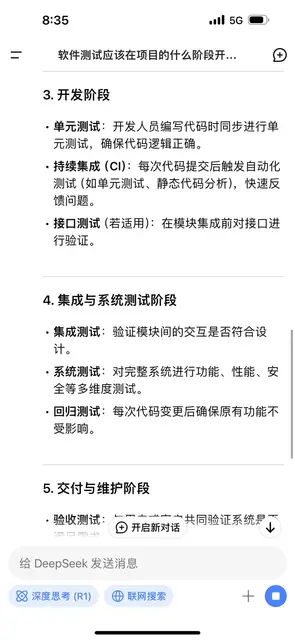 8:35
5G
软件测试应该在项目的什么阶段开...
3. 开发阶段
• 单元测试：开发人员编写代码时同步进行单
元测试，确保代码逻辑正确。
• 持续集成 (CI)：每次代码提交后触发自动化
测试 (如单元测试、静态代码分析)，快速反
馈问题。
• 接口测试 (若适用)：在模块集成前对接口进
行验证。
4. 集成与系统测试阶段
• 集成测试：验证模块间的交互是否符合设
计。
• 系统测试：对完整系统进行功能、性能、安
全等多维度测试。
• 回归测试：每次代码变更后确保原有功能不
受影响。
5. 交付与维护阶段
• 验收测试：
共同验证系统是
开启新对话
给 DeepSeek 发送消息
深度思考 (R1)
联网搜索